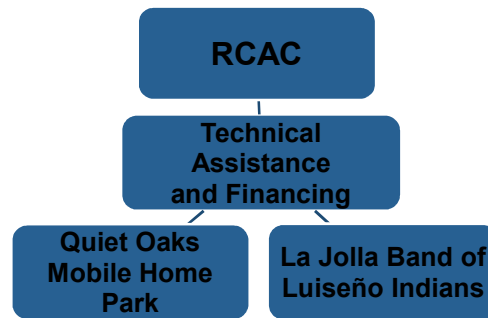 RCAC
Technical
Assistance
and Financing
Quiet Oaks
Mobile Home
Park
La Jolla Band of
Luiseño Indians